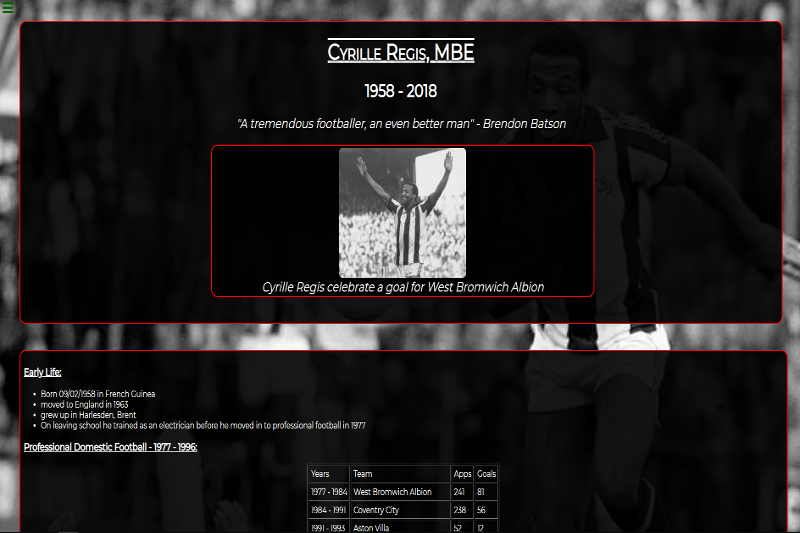 Cyrille Regis, MBE
1958 - 2018
"A tremendous footballer, an even better man" - Brendon Batson
Cyrille Regis celebrate a goal for West Bromwich Albion
Early Life:
Born 09/02/1958 in French Guinea
moved to England in 1963
grew up in Harlesden, Brent
On leaving school he trained as an electrician before he moved in to professional football in 1977
Professional Domestic Football - 1977 - 1996:
Years Team Apps Goals
1977 - 1984 West Bromwich Albion 241 81
1984 - 1991 Coventry City 238 56
1991 - 1993 Aston Villa 52 12